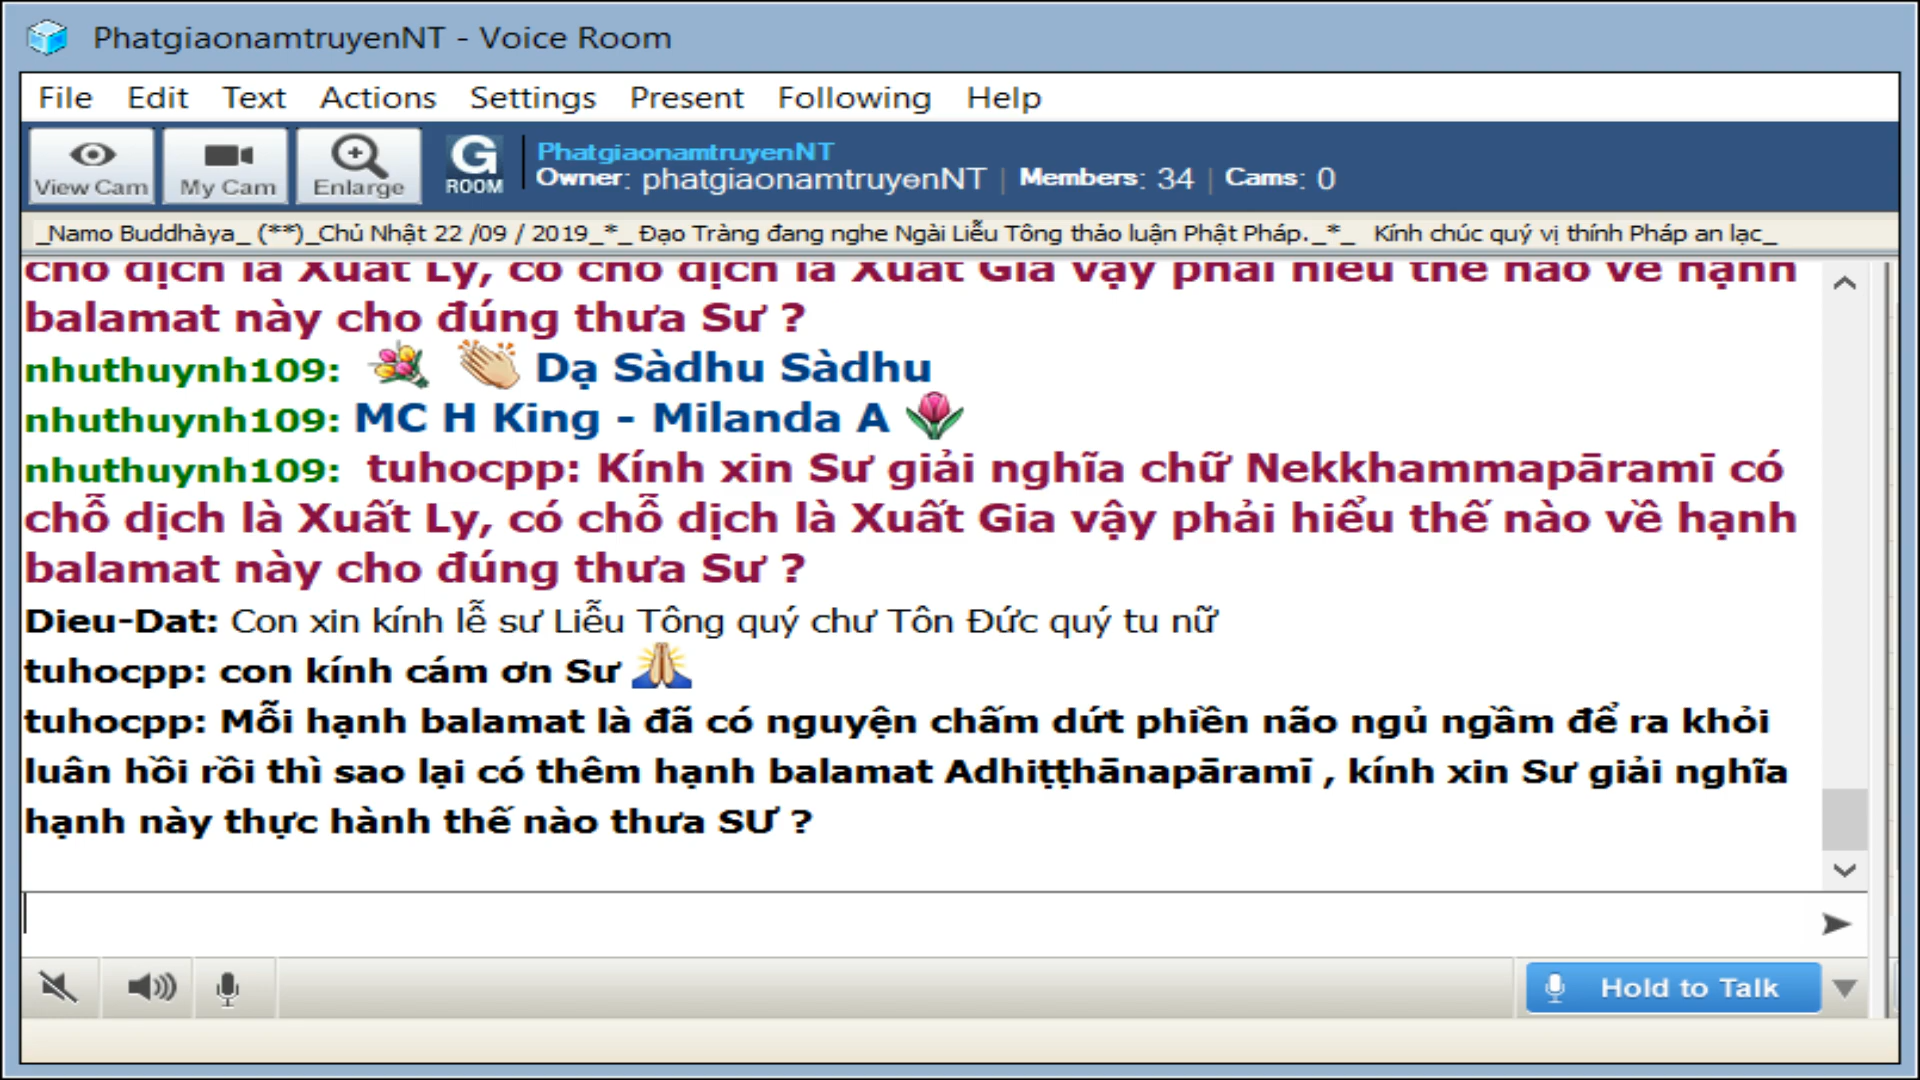 PhatgiaonamtruyenNT - Voice Room
File Edit Text Actions Settings Present Following Help
View Cam My Cam Enlarge G ROOM
PhatgiaonamtruyenNT
Owner: phatgiaonamtruyenNT | Members: 34 | Cams: 0
_Namo Buddhàya_ (**)_Chủ Nhật 22 /09 / 2019_*_ Đạo Tràng đang nghe Ngài Liễu Tông thảo luận Phật Pháp._*_ Kính chúc quý vị thính Pháp an lạc_
chỗ dịch là Xuất Ly, có chỗ dịch là Xuất Gia vậy phải hiểu thế nào về hạnh
balamat này cho đúng thưa Sư ?
nhuthuynh109: Dạ Sàdhu Sàdhu
nhuthuynh109: MC H King - Milanda A
nhuthuynh109: tuhocpp: Kính xin Sư giải nghĩa chữ Nekkhammapāramī có
chỗ dịch là Xuất Ly, có chỗ dịch là Xuất Gia vậy phải hiểu thế nào về hạnh
balamat này cho đúng thưa Sư ?
Dieu-Dat: Con xin kính lễ sư Liễu Tông quý chư Tôn Đức quý tu nữ
tuhocpp: con kính cám ơn Sư
tuhocpp: Mỗi hạnh balamat là đã có nguyện chấm dứt phiền não ngủ ngầm để ra khỏi
luân hồi rồi thì sao lại có thêm hạnh balamat Adhiṭṭhānapāramī , kính xin Sư giải nghĩa
hạnh này thực hành thế nào thưa SƯ ?
Hold to Talk